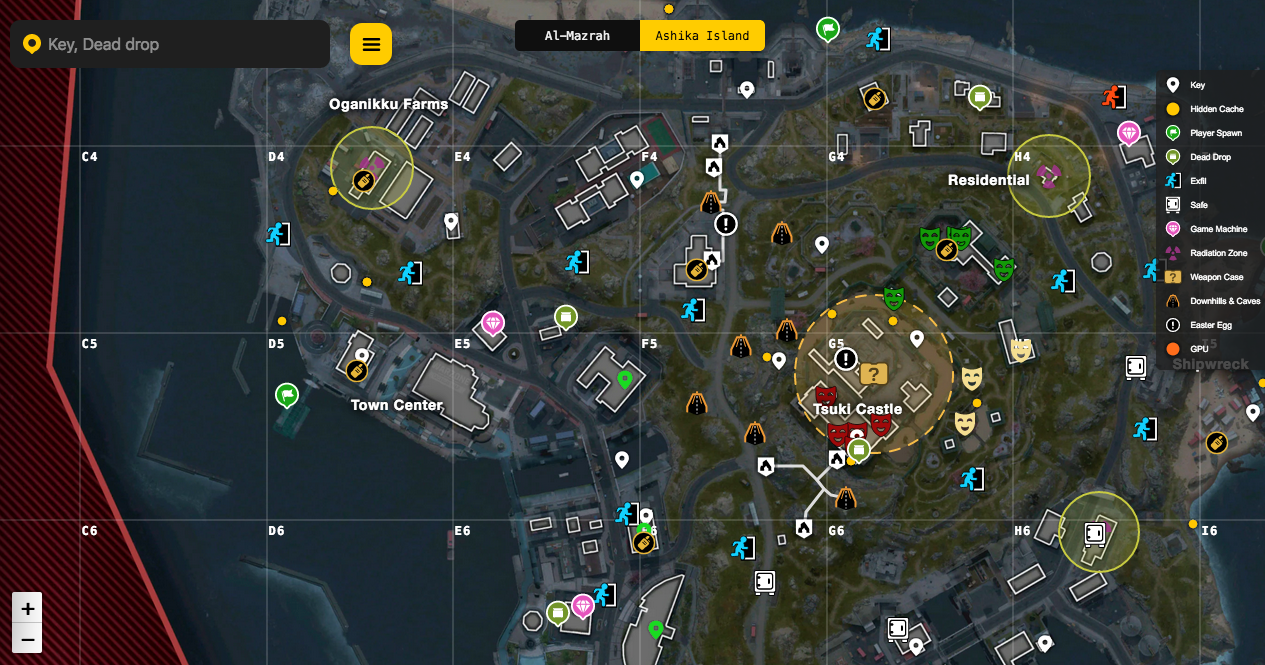 Key, Dead drop
Al-Mazrah
Ashika Island
Oganikku Farms
Key
Hidden Cache
Player Spawn
Dead Drop
Exfil
Safe
Game Machine
Radiation Zone
Weapon Case
Downhills & Caves
Easter Egg
GPU
C4
D4
E4
F4
G4
H4
Residential
C5
D5
E5
F5
G5
I5
Shipwreck
Town Center
Tsuki Castle
C6
D6
E6
G6
H6
I6
+
−